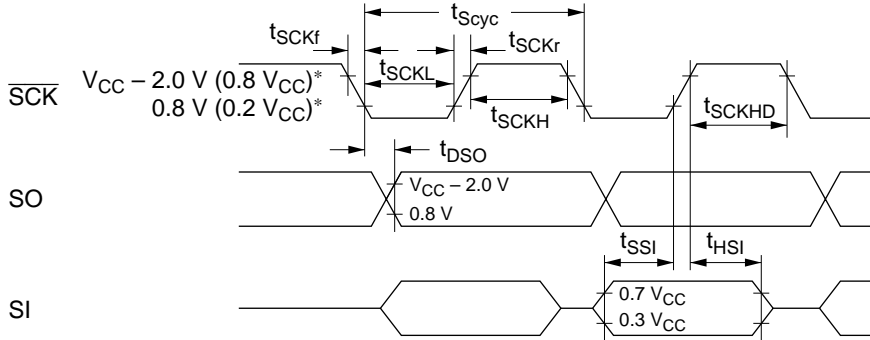 tScyc
tSCKf
tSCKr
tSCKL
SCK
VCC – 2.0 V (0.8 VCC)*
0.8 V (0.2 VCC)*
tSCKH
tSCKHD
tDSO
SO
VCC – 2.0 V
0.8 V
tSSI
tHSI
SI
0.7 VCC
0.3 VCC